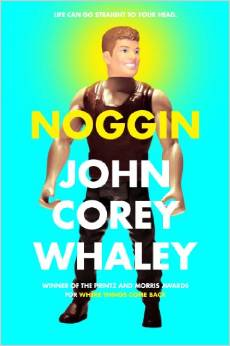 LIFE CAN GO STRAIGHT TO YOUR HEAD.
NOGGIN
JOHN
COREY
WHALEY
WINNER OF THE PRINTZ AND MORRIS AWARDS
FOR WHERE THINGS COME BACK